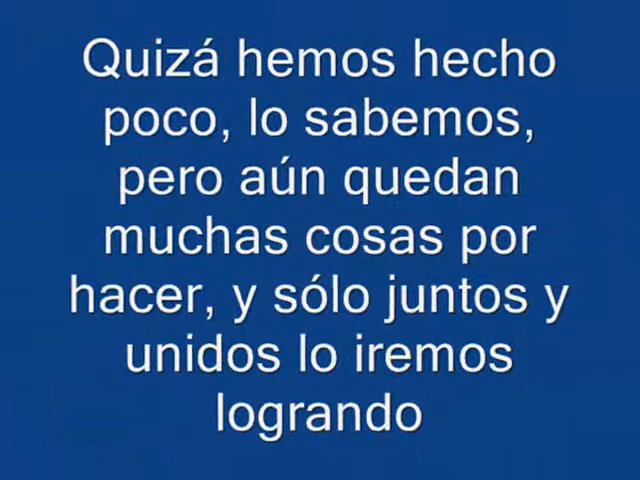 Quizá hemos hecho
poco, lo sabemos,
pero aún quedan
muchas cosas por
hacer, y sólo juntos y
unidos lo iremos
logrando